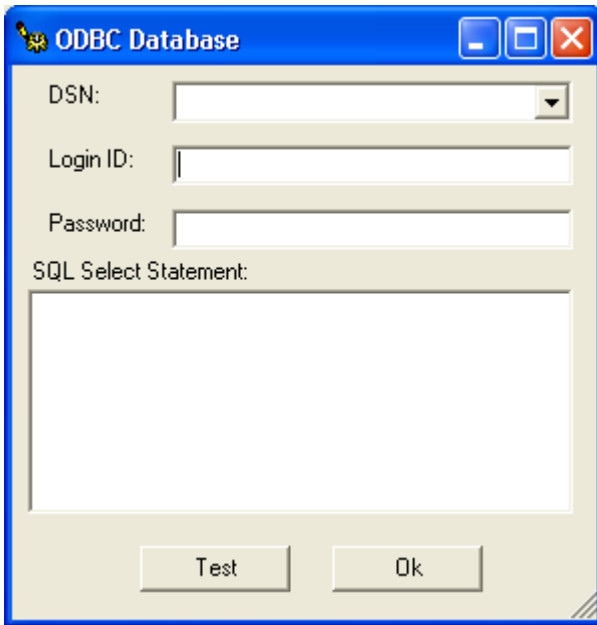 ODBC Database
DSN:
Login ID:
Password:
SQL Select Statement:
Test Ok